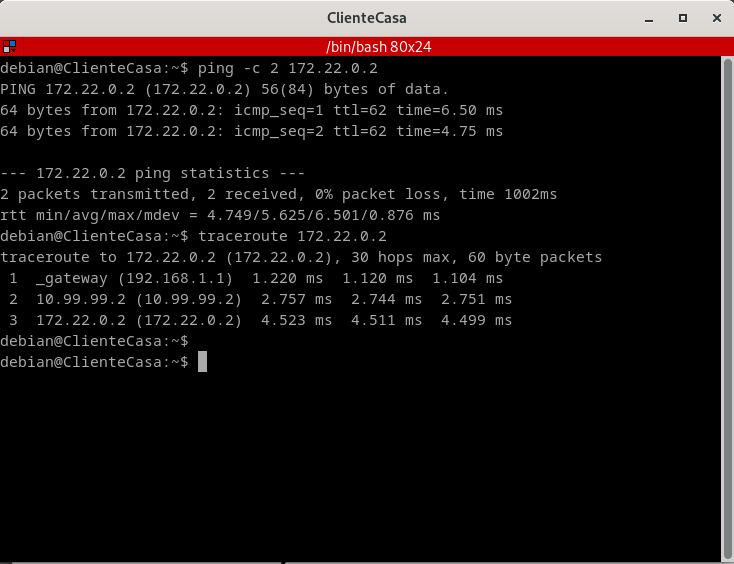 ClienteCasa
/bin/bash 80x24
debian@ClienteCasa:~$ ping -c 2 172.22.0.2
PING 172.22.0.2 (172.22.0.2) 56(84) bytes of data.
64 bytes from 172.22.0.2: icmp_seq=1 ttl=62 time=6.50 ms
64 bytes from 172.22.0.2: icmp_seq=2 ttl=62 time=4.75 ms

--- 172.22.0.2 ping statistics ---
2 packets transmitted, 2 received, 0% packet loss, time 1002ms
rtt min/avg/max/mdev = 4.749/5.625/6.501/0.876 ms
debian@ClienteCasa:~$ traceroute 172.22.0.2
traceroute to 172.22.0.2 (172.22.0.2), 30 hops max, 60 byte packets
 1  _gateway (192.168.1.1)  1.220 ms  1.120 ms  1.104 ms
 2  10.99.99.2 (10.99.99.2)  2.757 ms  2.744 ms  2.751 ms
 3  172.22.0.2 (172.22.0.2)  4.523 ms  4.511 ms  4.499 ms
debian@ClienteCasa:~$
debian@ClienteCasa:~$